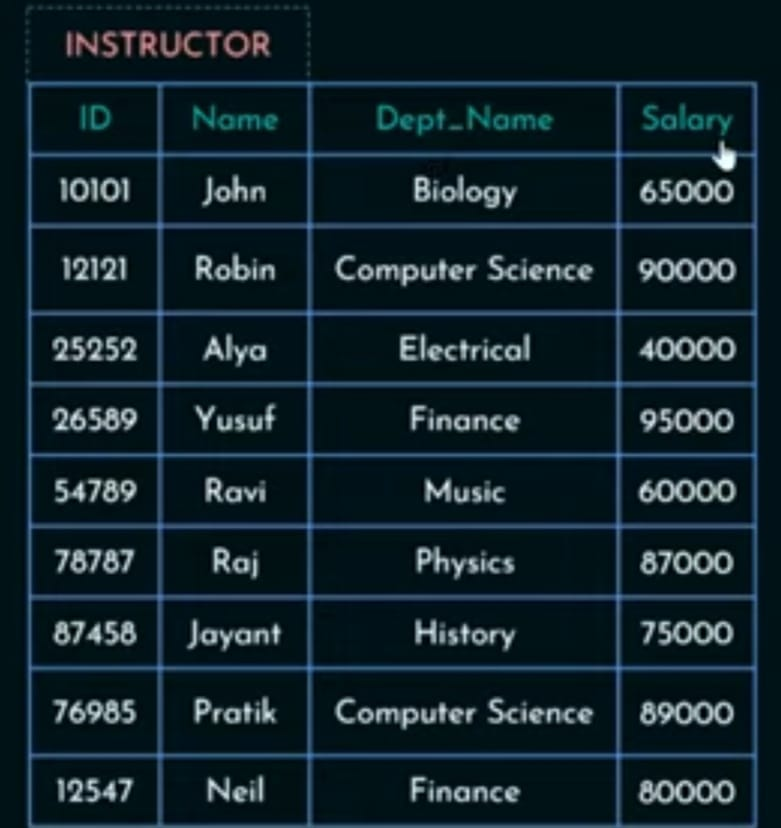 INSTRUCTOR
ID Name Dept_Name Salary
10101 John Biology 65000
12121 Robin Computer Science 90000
25252 Alya Electrical 40000
26589 Yusuf Finance 95000
54789 Ravi Music 60000
78787 Raj Physics 87000
87458 Jayant History 75000
76985 Pratik Computer Science 89000
12547 Neil Finance 80000